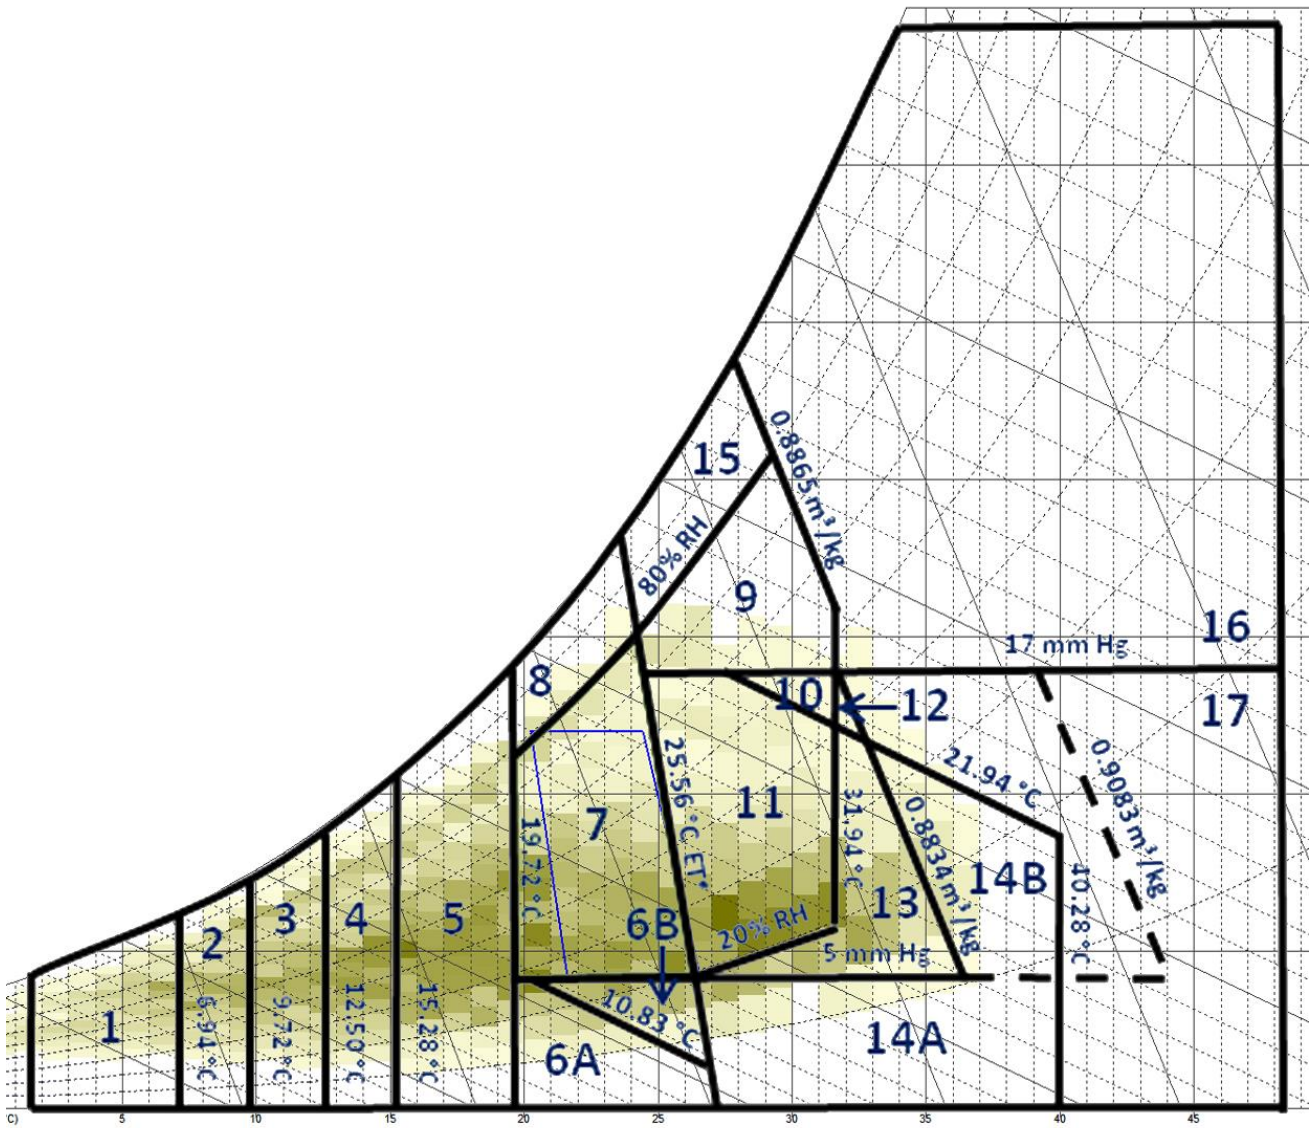 15
0.8865 m³/kg
80% RH
9
16
17 mm Hg
8
10
12
17
25.56 °C ET*
21.94 °C
0.9083 m³/kg
7
11
19.72 °C
31.94 °C
0.8834 m³/kg
14B
40.28 °C
2
3
4
5
6B
20% RH
13
5 mm Hg
1
6.94 °C
9.72 °C
12.50 °C
15.28 °C
10.83 °C
6A
14A
°C)
5
10
15
20
25
30
35
40
45